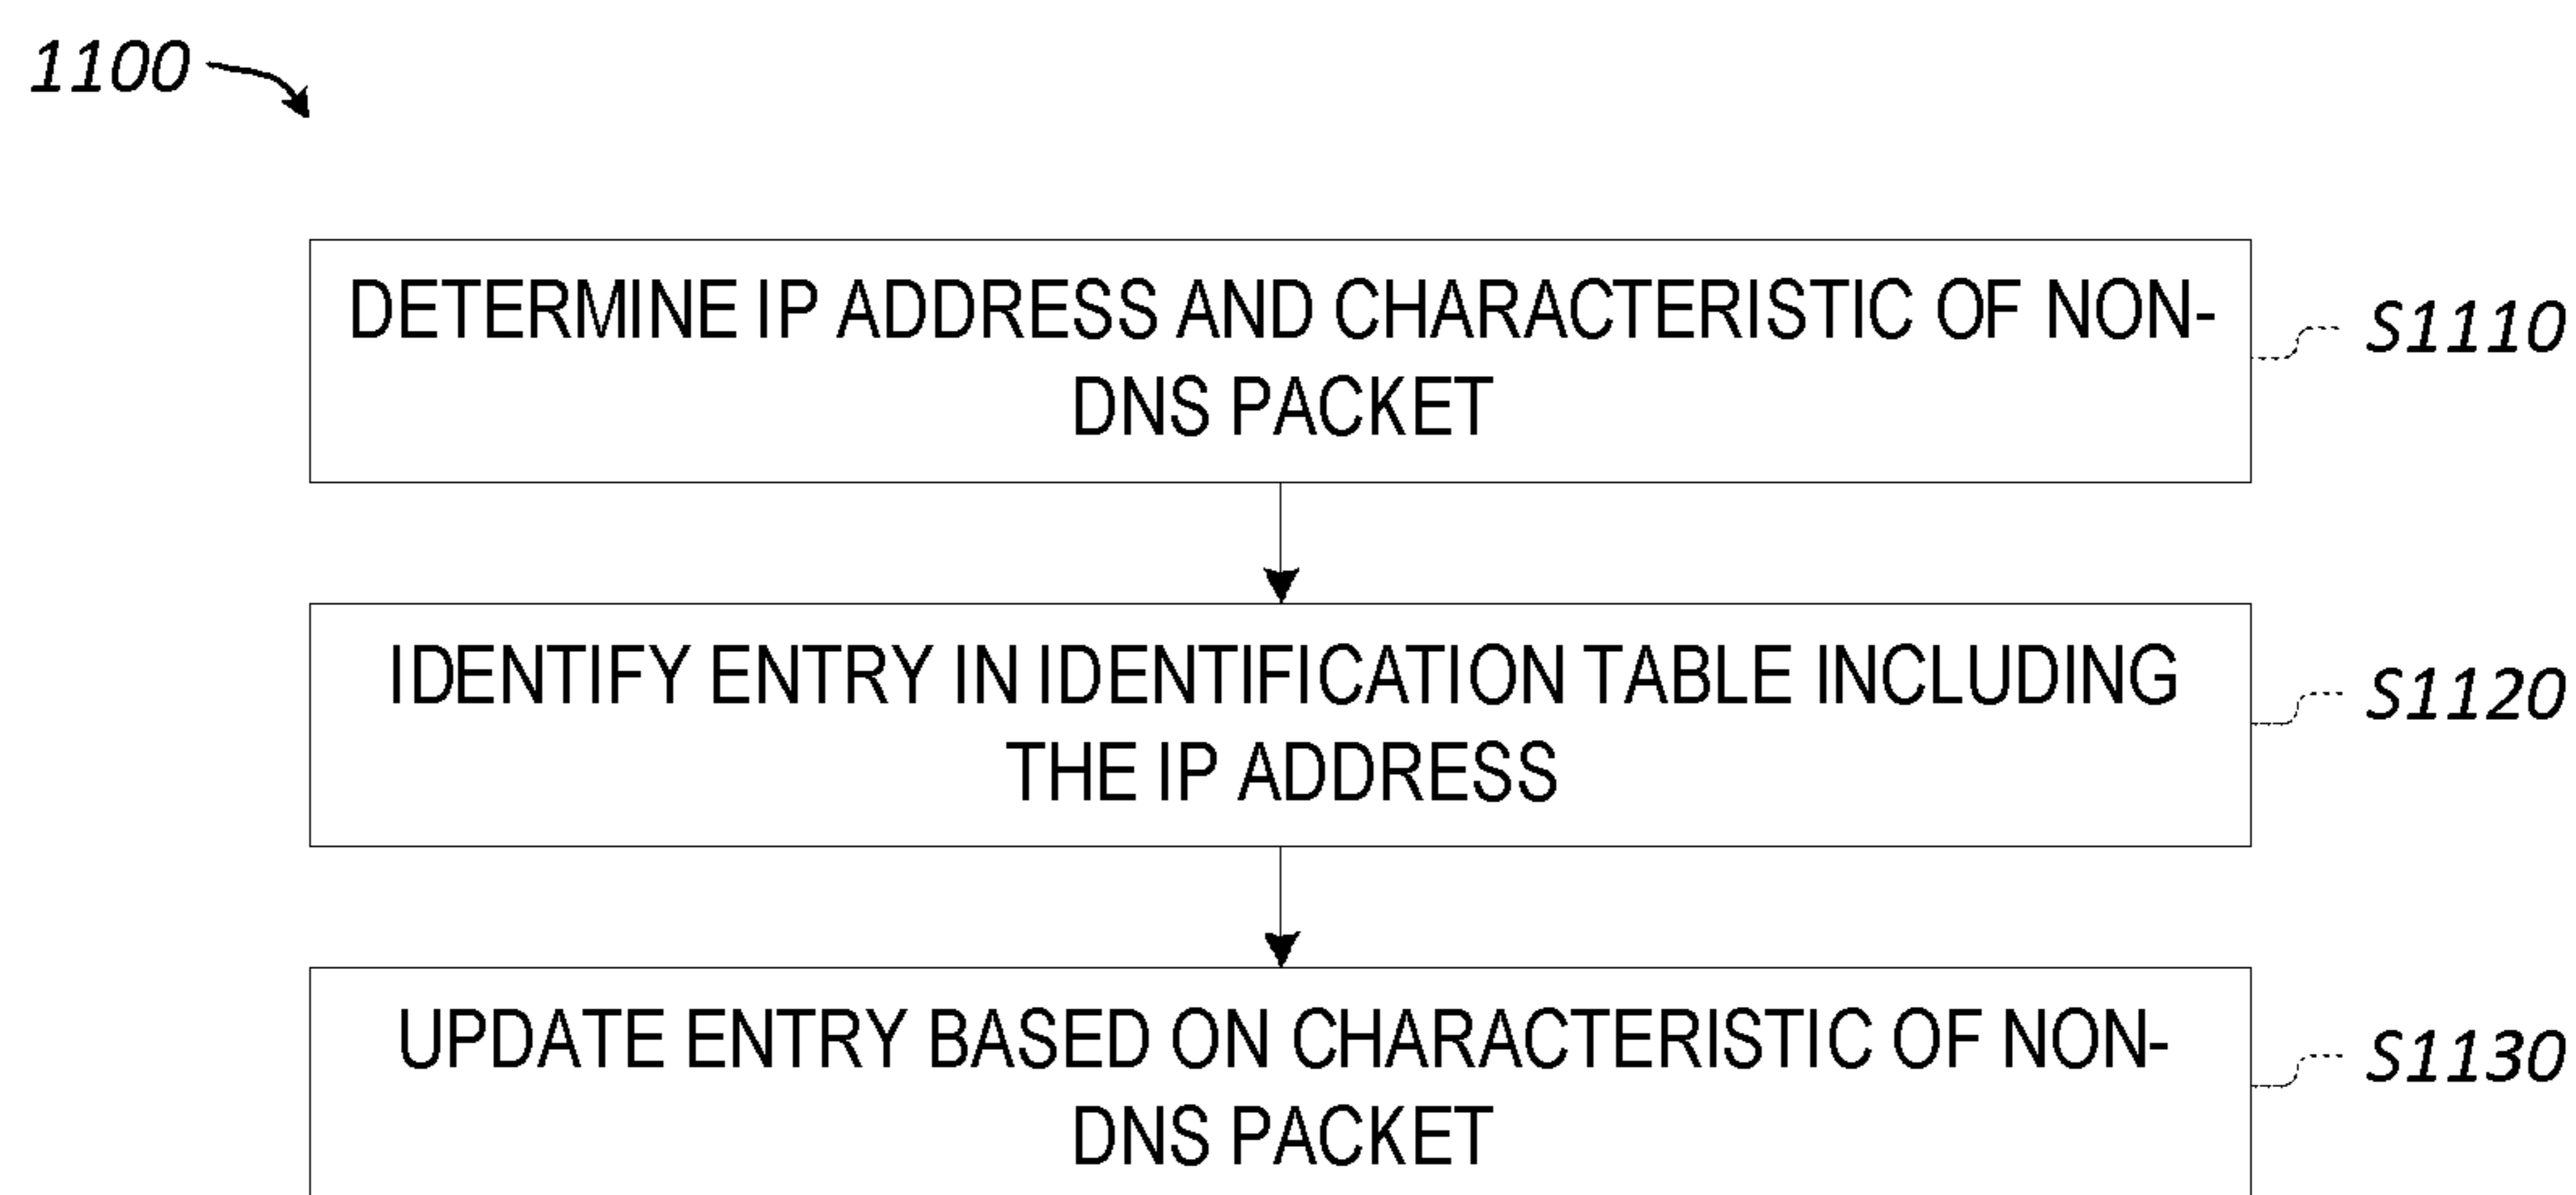 1100
DETERMINE IP ADDRESS AND CHARACTERISTIC OF NON-
DNS PACKET
S1110
IDENTIFY ENTRY IN IDENTIFICATION TABLE INCLUDING
THE IP ADDRESS
S1120
UPDATE ENTRY BASED ON CHARACTERISTIC OF NON-
DNS PACKET
S1130